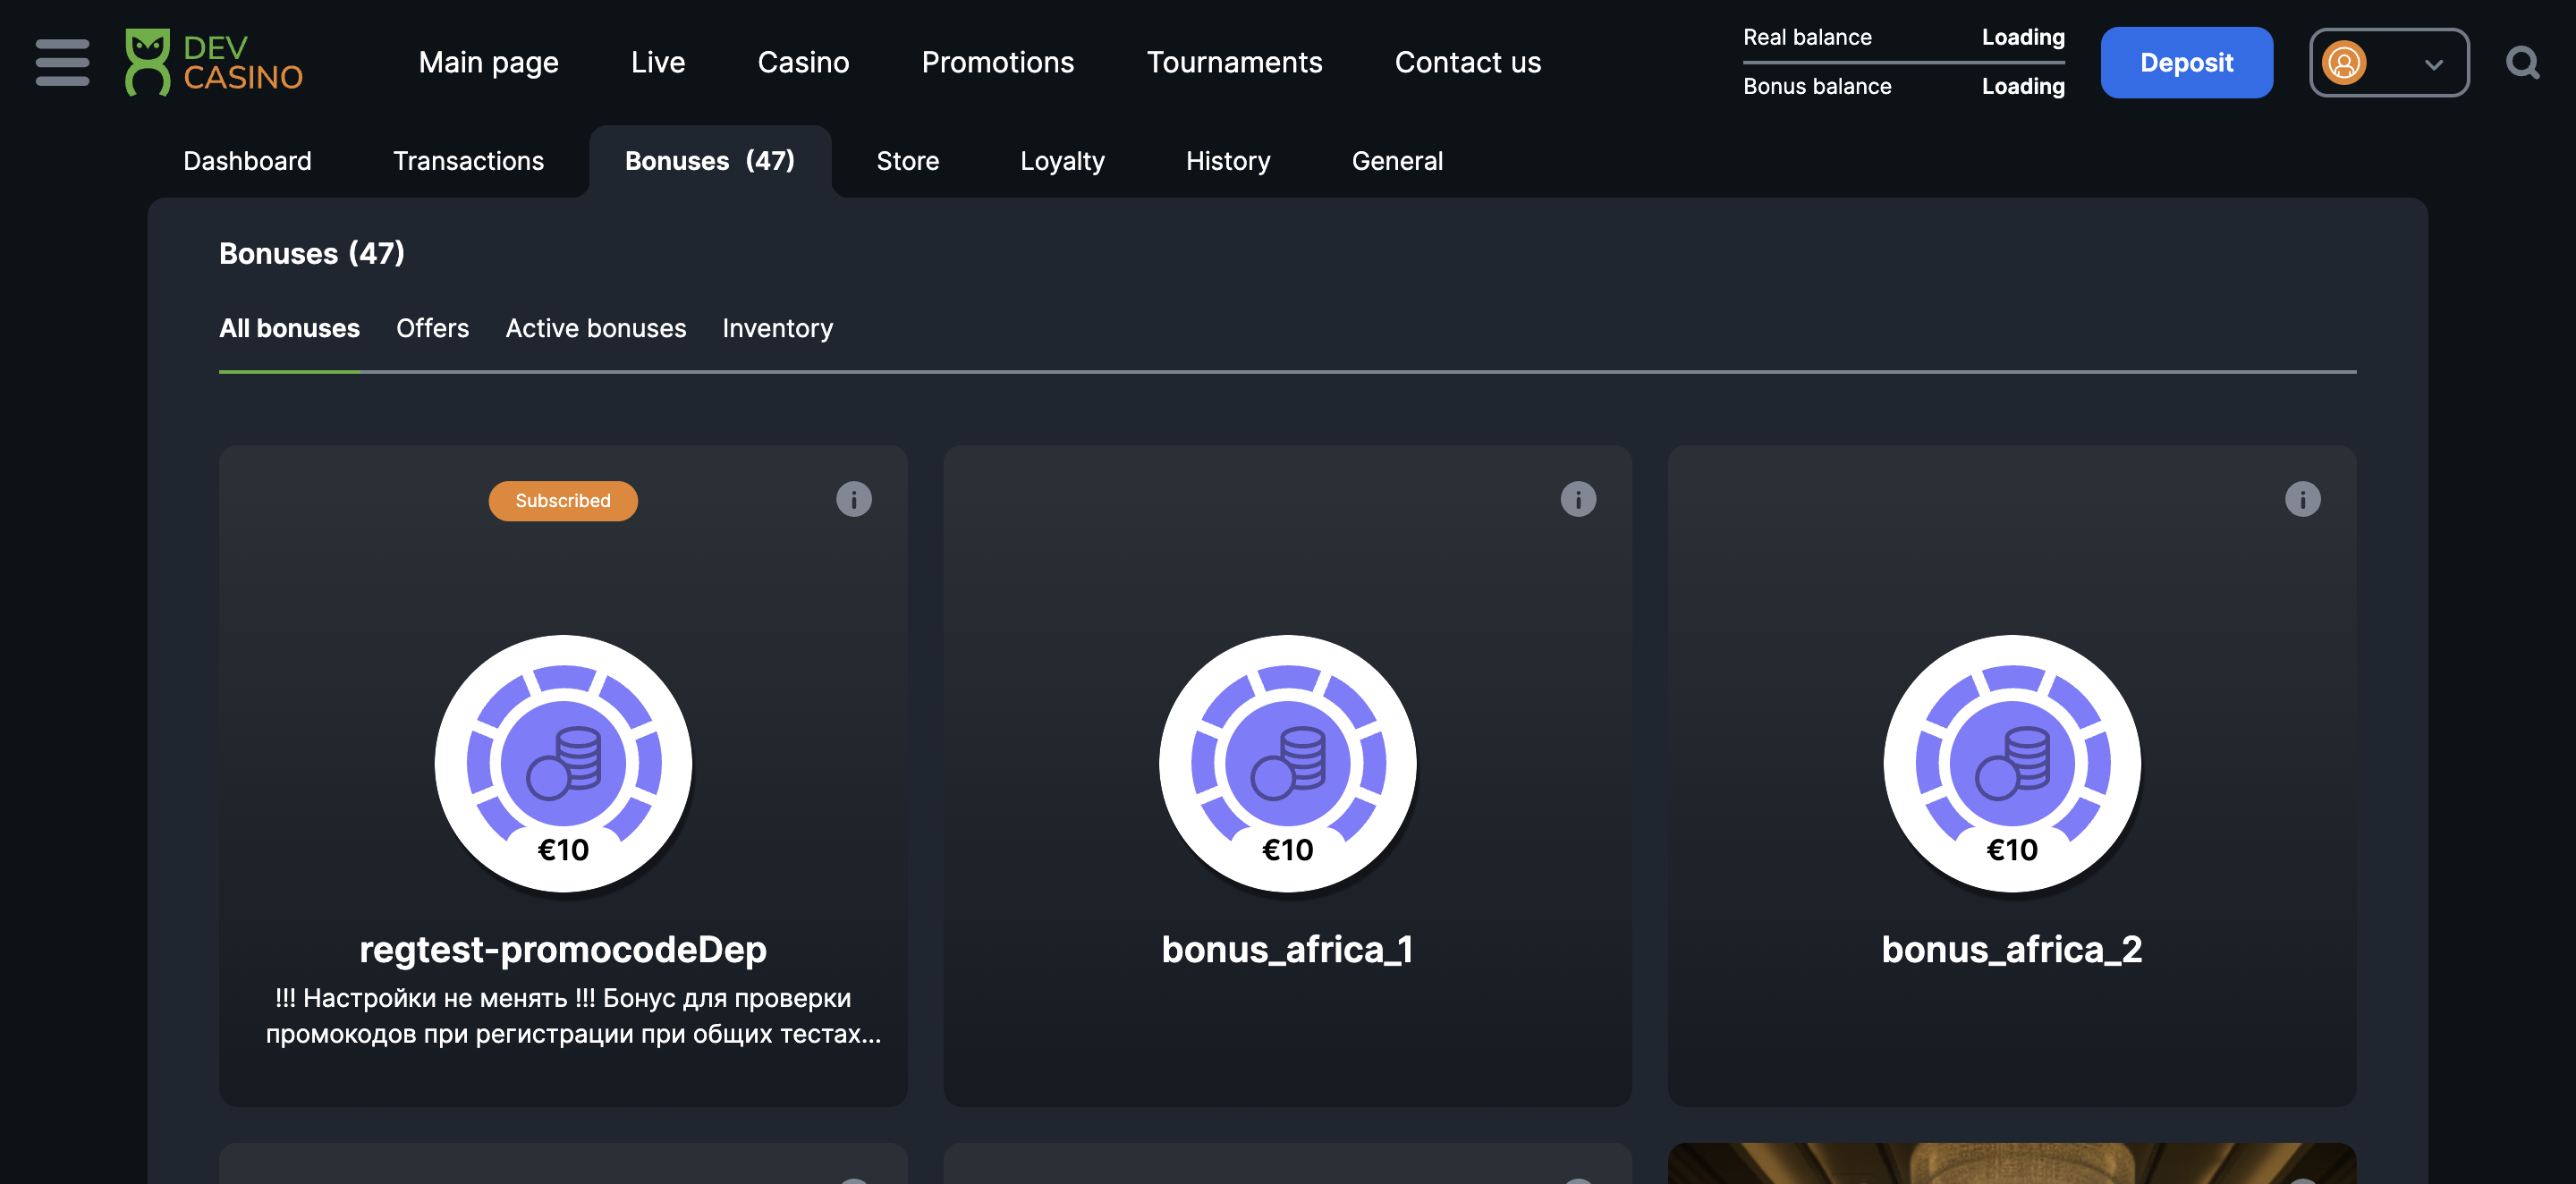 DEV
CASINO
Main page
Live
Casino
Promotions
Tournaments
Contact us
Real balance Loading
Bonus balance Loading
Deposit
Dashboard
Transactions
Bonuses (47)
Store
Loyalty
History
General
Bonuses (47)
All bonuses
Offers
Active bonuses
Inventory
Subscribed
€10
regtest-promocodeDep
!!! Настройки не менять !!! Бонус для проверки
промокодов при регистрации при общих тестах...
€10
bonus_africa_1
€10
bonus_africa_2